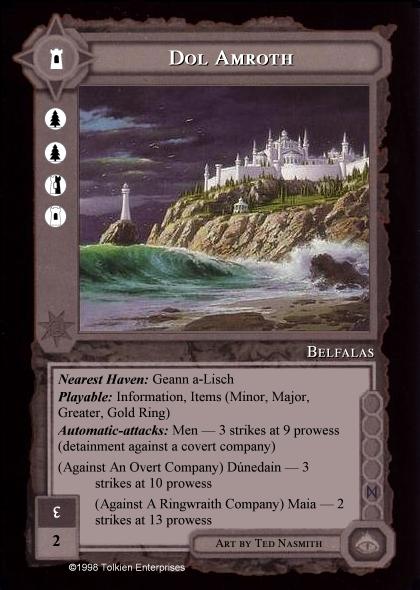 Dol Amroth
Belfalas
Nearest Haven: Geann a-Lisch
Playable: Information, Items (Minor, Major,
Greater, Gold Ring)
Automatic-attacks: Men — 3 strikes at 9 prowess
(detainment against a covert company)
(Against An Overt Company) Dúnedain — 3
strikes at 10 prowess
(Against A Ringwraith Company) Maia — 2
strikes at 13 prowess
2
Art by Ted Nasmith
©1998 Tolkien Enterprises